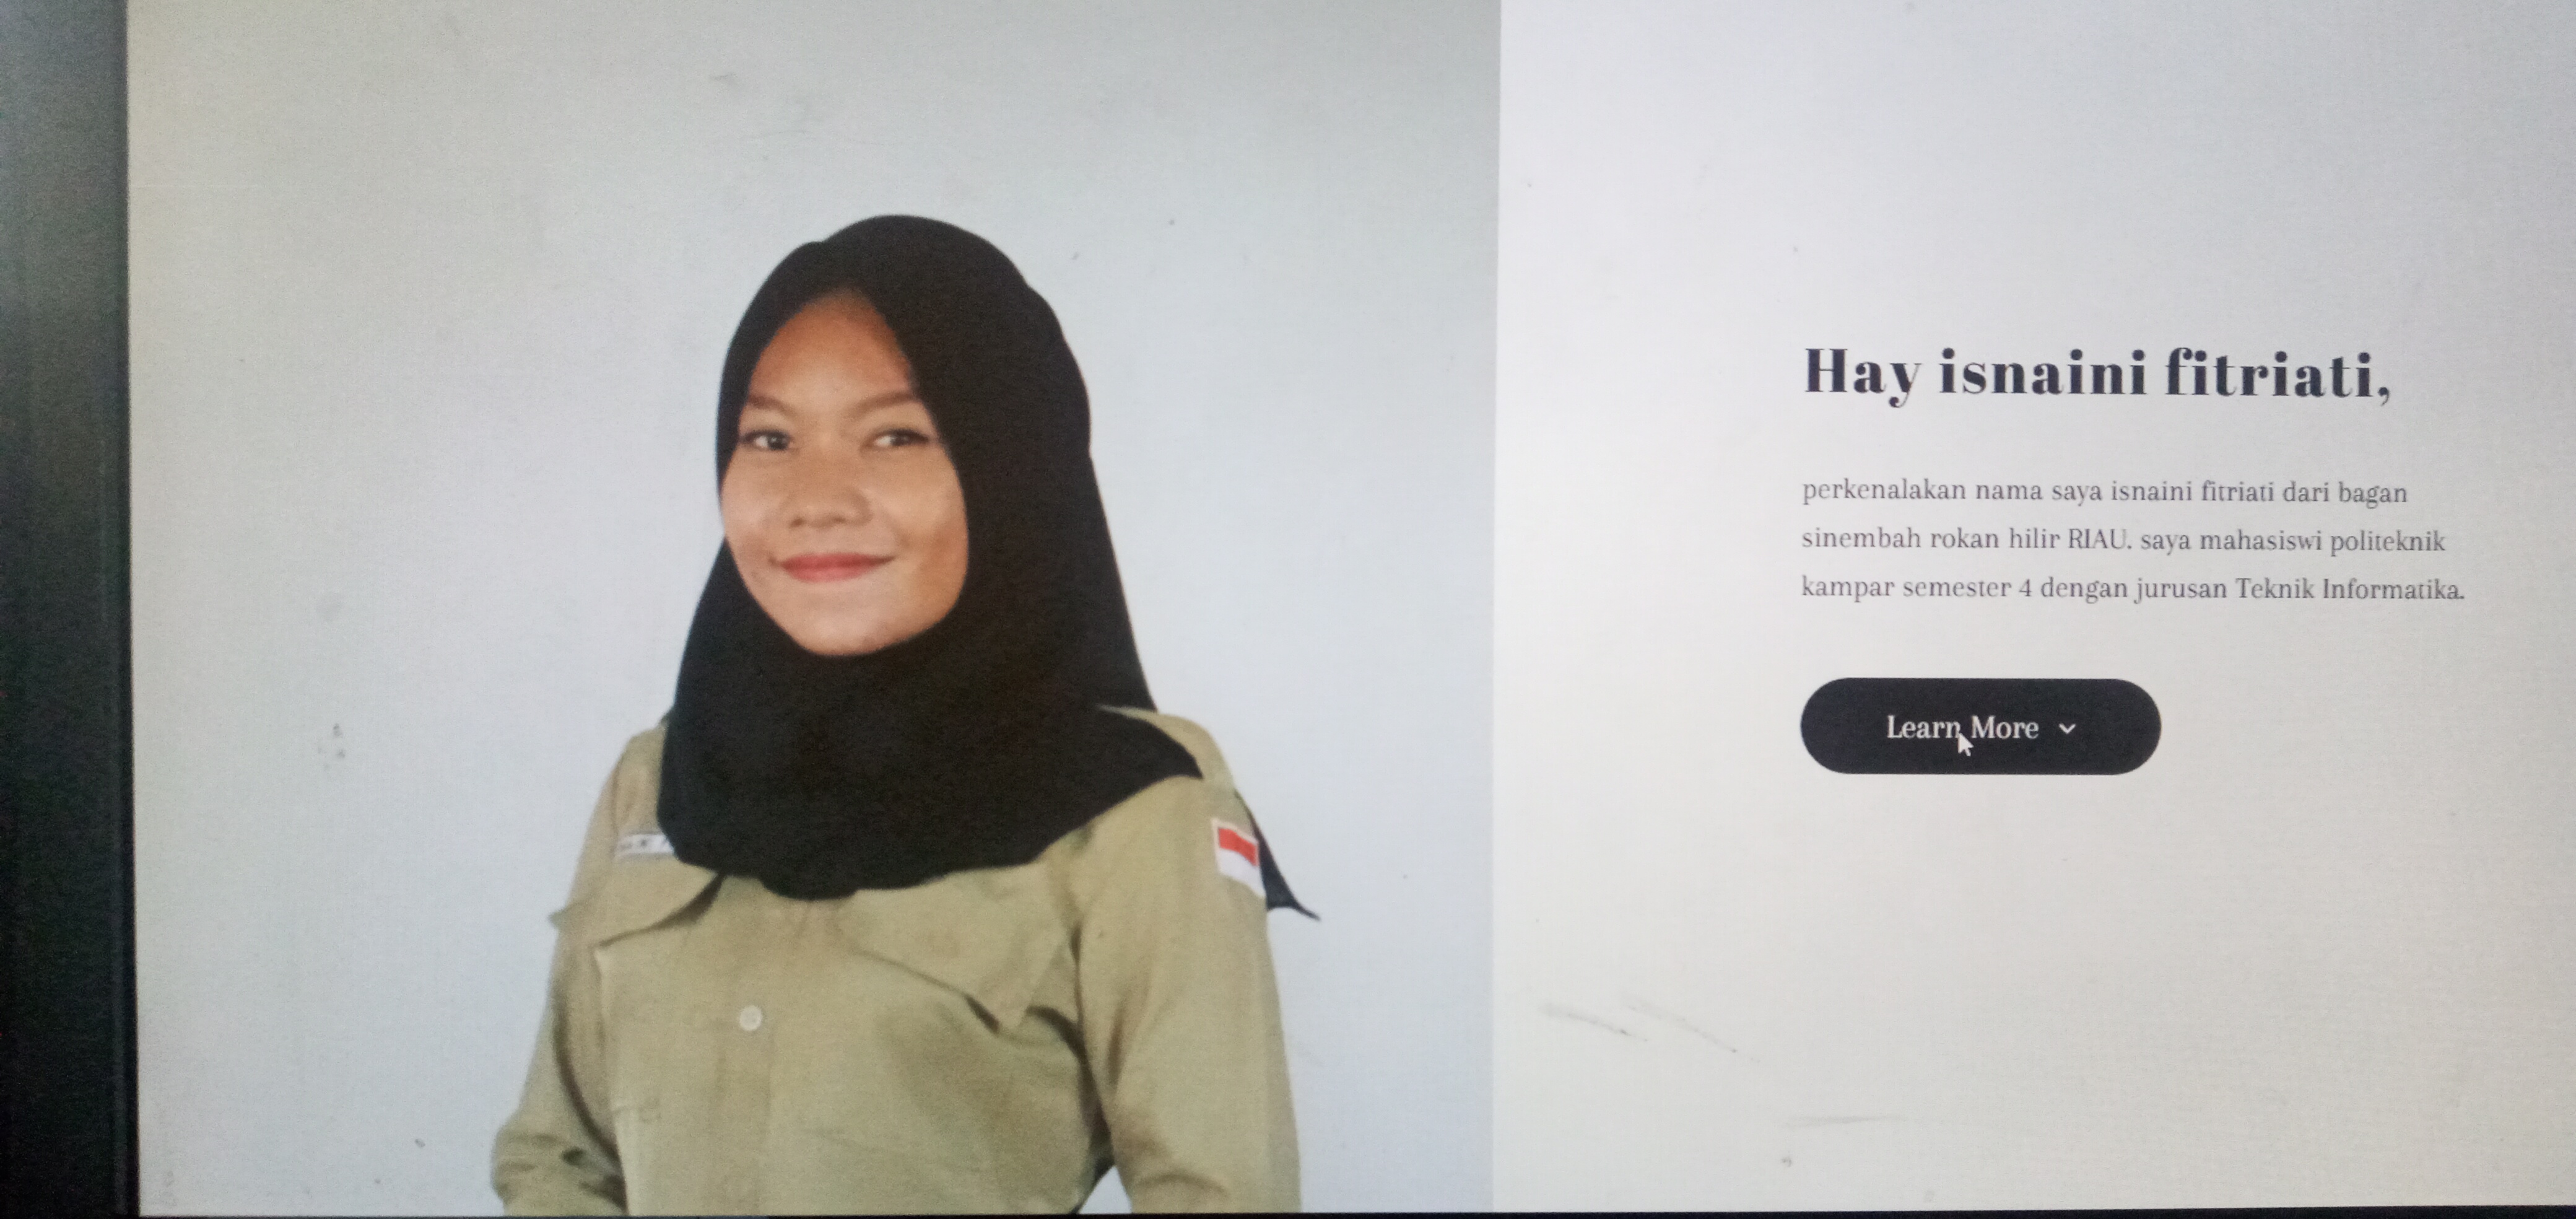 Hay isnaini fitriati,
perkenalakan nama saya isnaini fitriati dari bagan
sinembah rokan hilir RIAU. saya mahasiswi politeknik
kampar semester 4 dengan jurusan Teknik Informatika.
Learn More